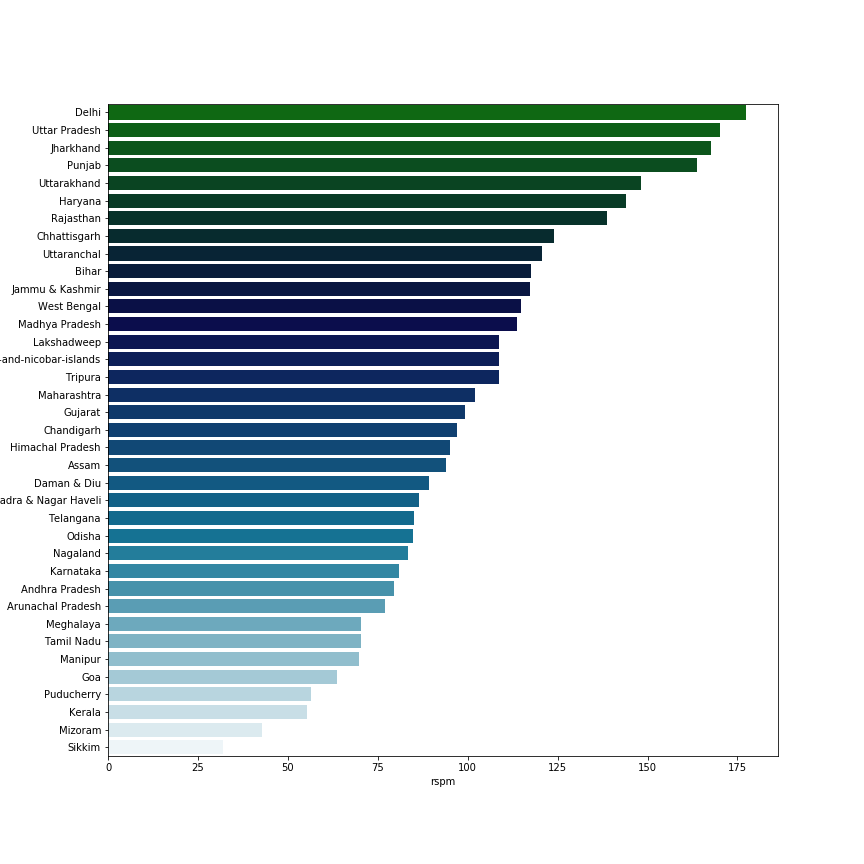 Delhi
Uttar Pradesh
Jharkhand
Punjab
Uttarakhand
Haryana
Rajasthan
Chhattisgarh
Uttaranchal
Bihar
Jammu & Kashmir
West Bengal
Madhya Pradesh
Lakshadweep
-and-nicobar-islands
Tripura
Maharashtra
Gujarat
Chandigarh
Himachal Pradesh
Assam
Daman & Diu
adra & Nagar Haveli
Telangana
Odisha
Nagaland
Karnataka
Andhra Pradesh
Arunachal Pradesh
Meghalaya
Tamil Nadu
Manipur
Goa
Puducherry
Kerala
Mizoram
Sikkim
0 25 50 75 100 125 150 175
rspm